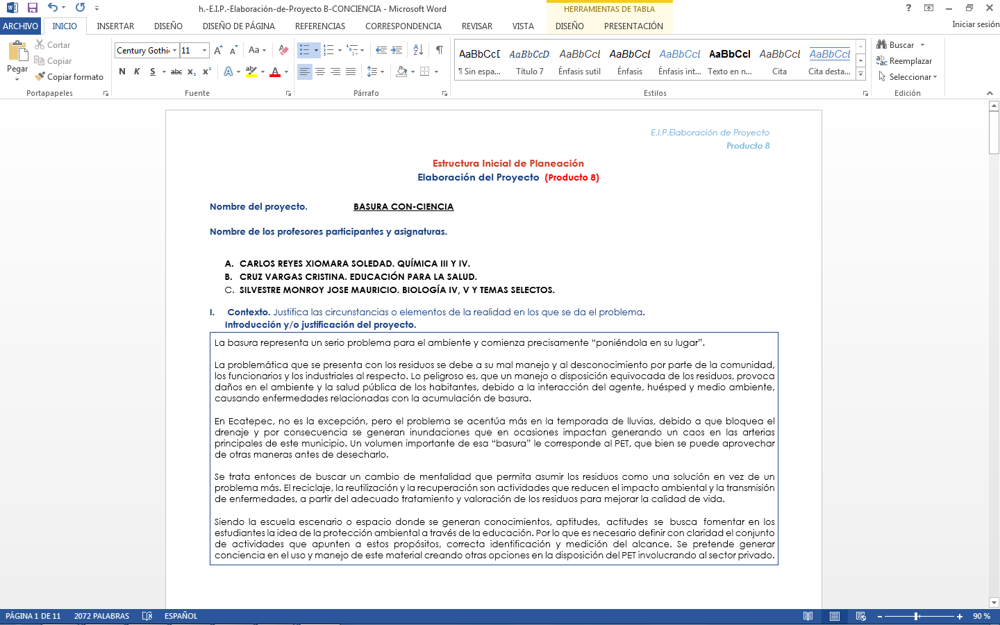 h.-E.I.P.-Elaboración-de-Proyecto B-CONCIENCIA - Microsoft Word
HERRAMIENTAS DE TABLA
ARCHIVO INICIO INSERTAR DISEÑO DISEÑO DE PÁGINA REFERENCIAS CORRESPONDENCIA REVISAR VISTA DISEÑO PRESENTACIÓN
Iniciar sesión
Pegar
Cortar
Copiar
Copiar formato
Portapapeles
Century Gothi 11
N K S abc x₂ x²
Fuente
Párrafo
AaBbCcD AaBbCcD AaBbCcL AaBbCcL AaBbCcL AaBbCcl AaBbCcL AaBbCcL
¶ Sin espa... Título 7 Énfasis sutil Énfasis Énfasis int... Texto en n... Cita Cita desta...
Estilos
Buscar
Reemplazar
Seleccionar
Edición
E.I.P.Elaboración de Proyecto
Producto 8
Estructura Inicial de Planeación
Elaboración del Proyecto (Producto 8)
Nombre del proyecto. BASURA CON-CIENCIA
Nombre de los profesores participantes y asignaturas.
A. CARLOS REYES XIOMARA SOLEDAD. QUÍMICA III Y IV.
B. CRUZ VARGAS CRISTINA. EDUCACIÓN PARA LA SALUD.
C. SILVESTRE MONROY JOSE MAURICIO. BIOLOGÍA IV, V Y TEMAS SELECTOS.
I. Contexto. Justifica las circunstancias o elementos de la realidad en los que se da el problema.
Introducción y/o justificación del proyecto.
La basura representa un serio problema para el ambiente y comienza precisamente “poniéndola en su lugar”.
La problemática que se presenta con los residuos se debe a su mal manejo y al desconocimiento por parte de la comunidad,
los funcionarios y los industriales al respecto. Lo peligroso es, que un manejo o disposición equivocada de los residuos, provoca
daños en el ambiente y la salud pública de los habitantes, debido a la interacción del agente, huésped y medio ambiente,
causando enfermedades relacionadas con la acumulación de basura.
En Ecatepec, no es la excepción, pero el problema se acentúa más en la temporada de lluvias, debido a que bloquea el
drenaje y por consecuencia se generan inundaciones que en ocasiones impactan generando un caos en las arterias
principales de este municipio. Un volumen importante de esa “basura” le corresponde al PET, que bien se puede aprovechar
de otras maneras antes de desecharlo.
Se trata entonces de buscar un cambio de mentalidad que permita asumir los residuos como una solución en vez de un
problema más. El reciclaje, la reutilización y la recuperación son actividades que reducen el impacto ambiental y la transmisión
de enfermedades, a partir del adecuado tratamiento y valoración de los residuos para mejorar la calidad de vida.
Siendo la escuela escenario o espacio donde se generan conocimientos, aptitudes, actitudes se busca fomentar en los
estudiantes la idea de la protección ambiental a través de la educación. Por lo que es necesario definir con claridad el conjunto
de actividades que apunten a estos propósitos, correcta identificación y medición del alcance. Se pretende generar
conciencia en el uso y manejo de este material creando otras opciones en la disposición del PET involucrando al sector privado.
PÁGINA 1 DE 11 2072 PALABRAS ESPAÑOL 90 %